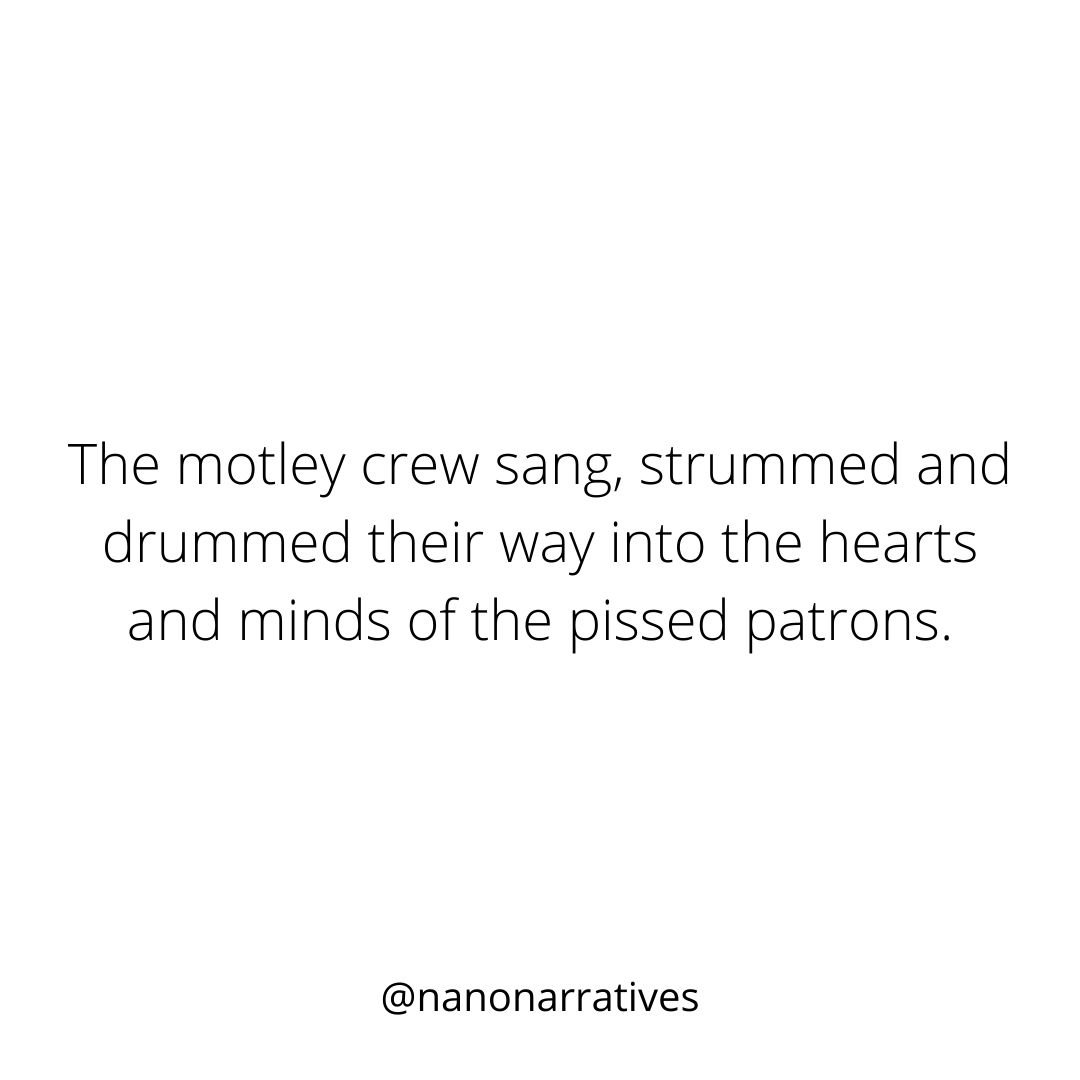 The motley crew sang, strummed and
drummed their way into the hearts
and minds of the pissed patrons.
@nanonarratives